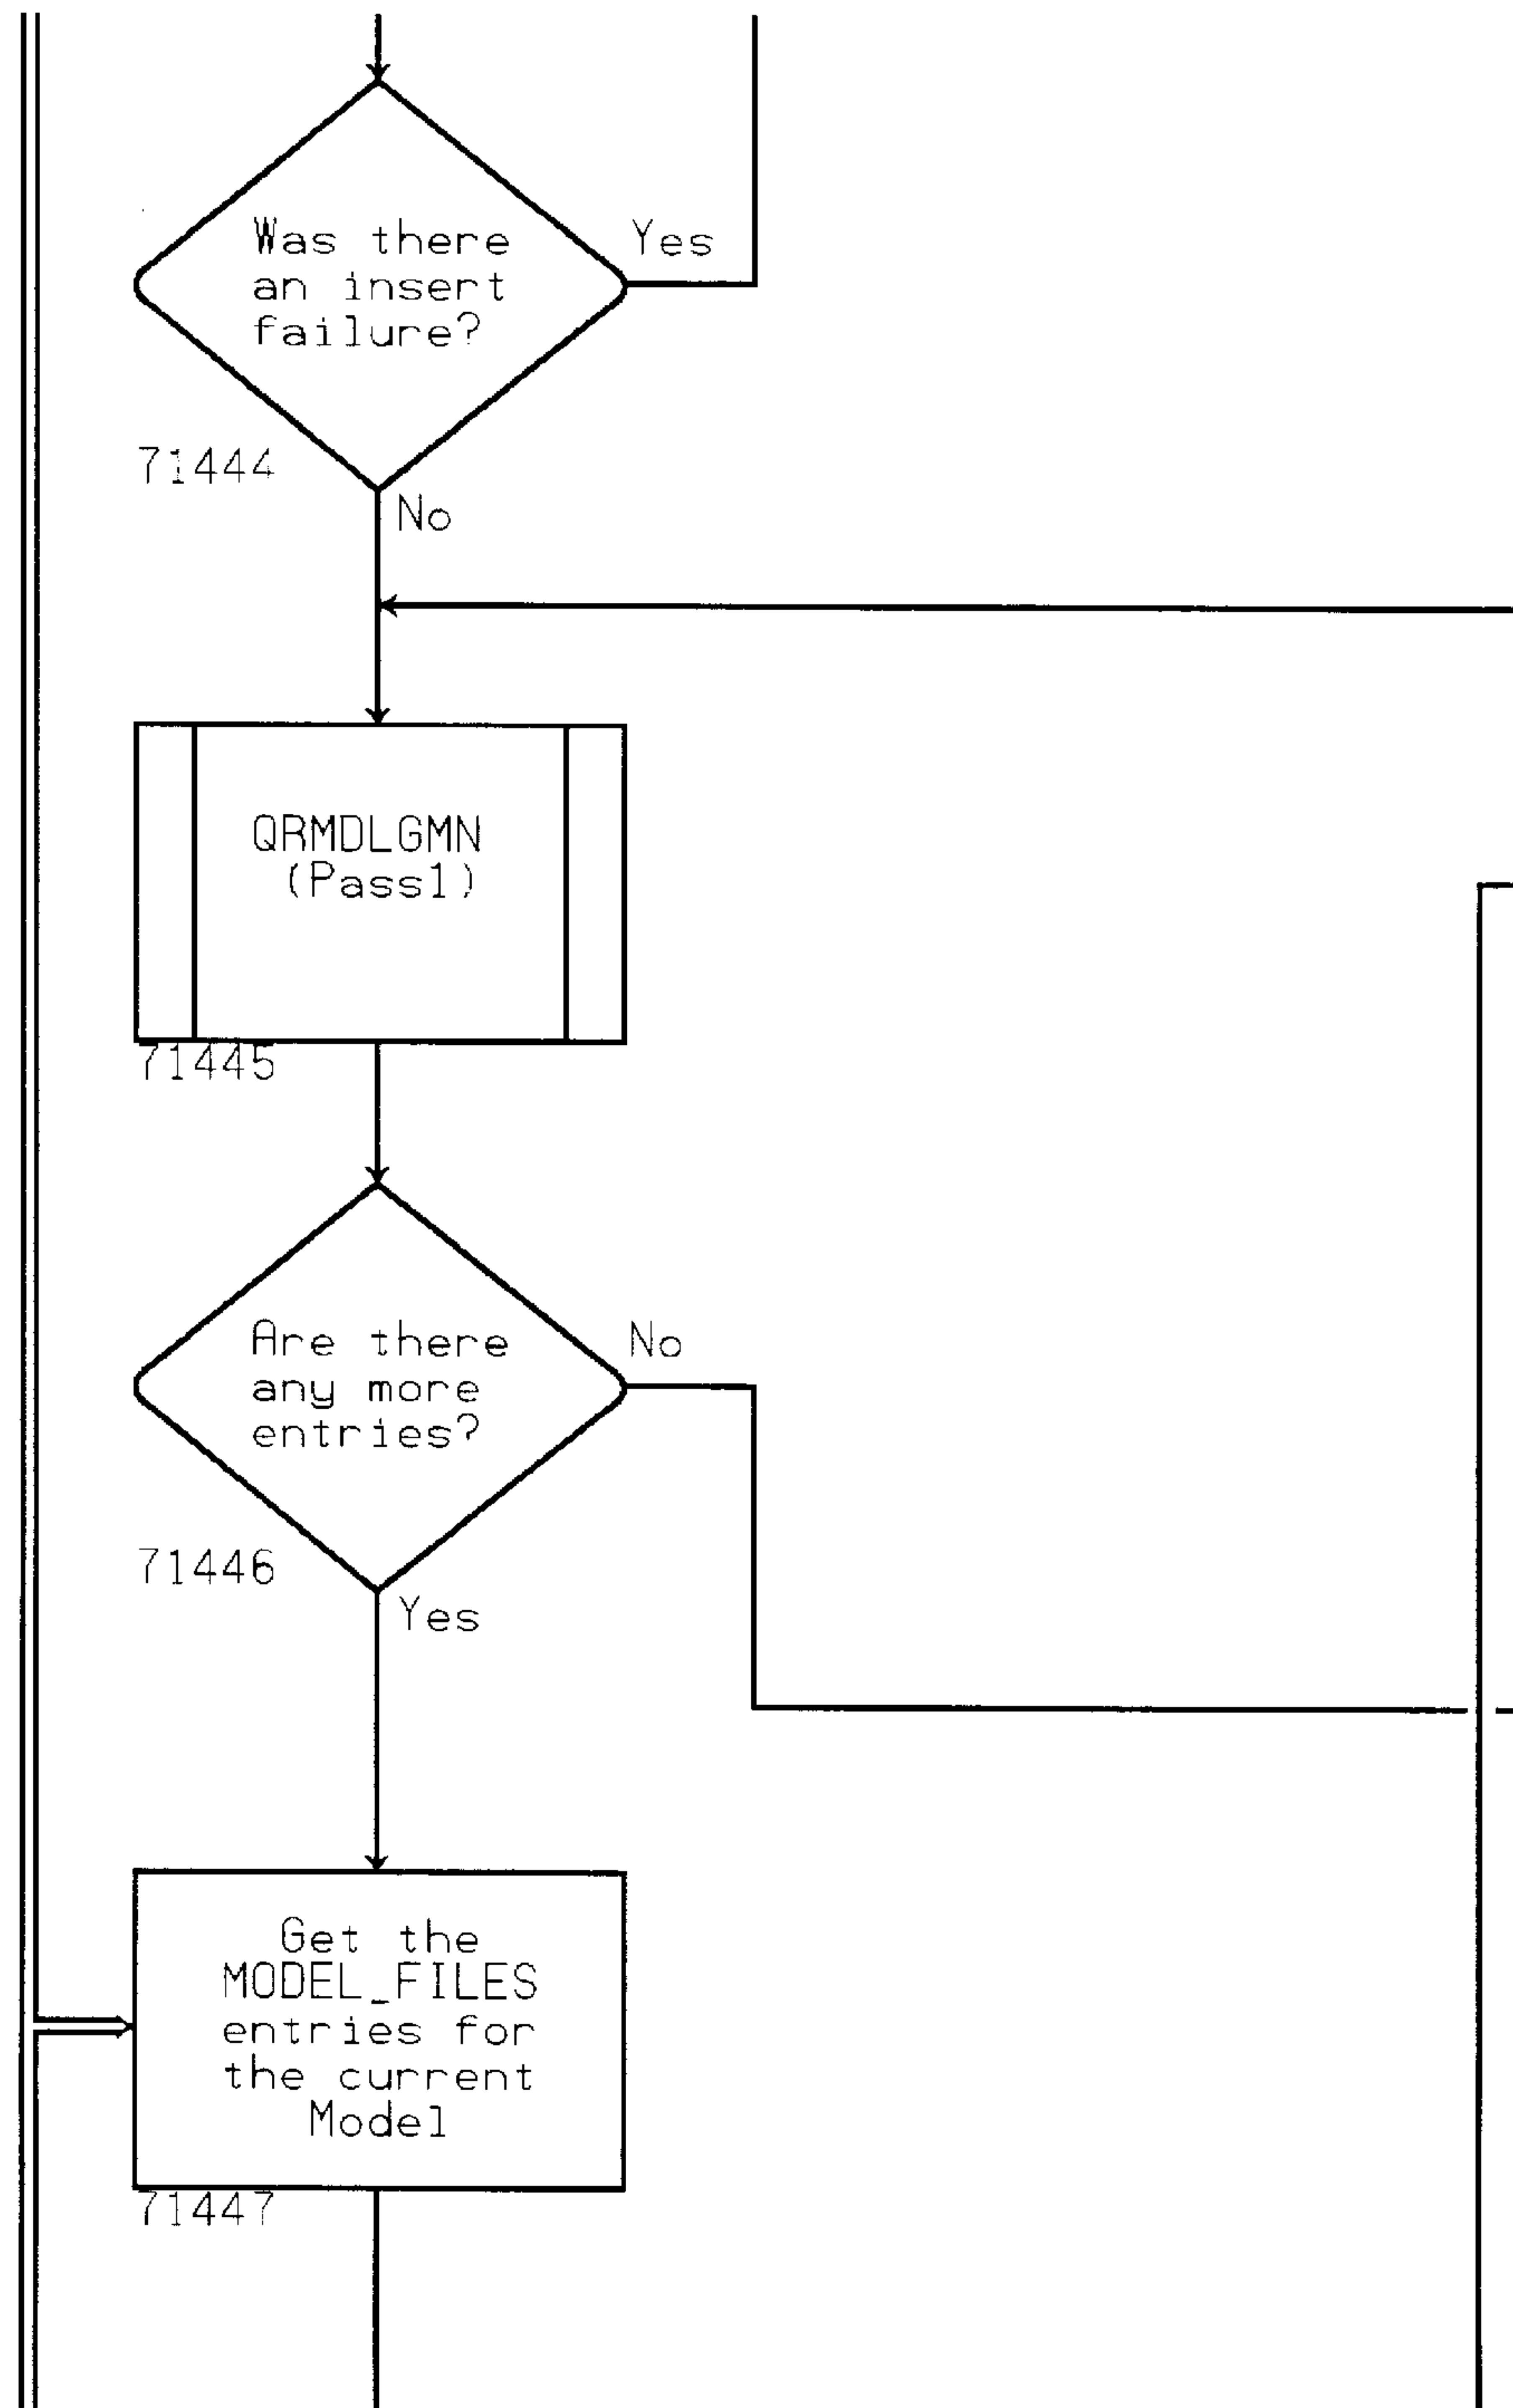 Was there
an insert
failure?
Yes
71444
No
QRMDLGMN
(Pass1)
71445
Are there
any more
entries?
No
71446
Yes
Get the
MODEL_FILES
entries for
the current
Model
71447